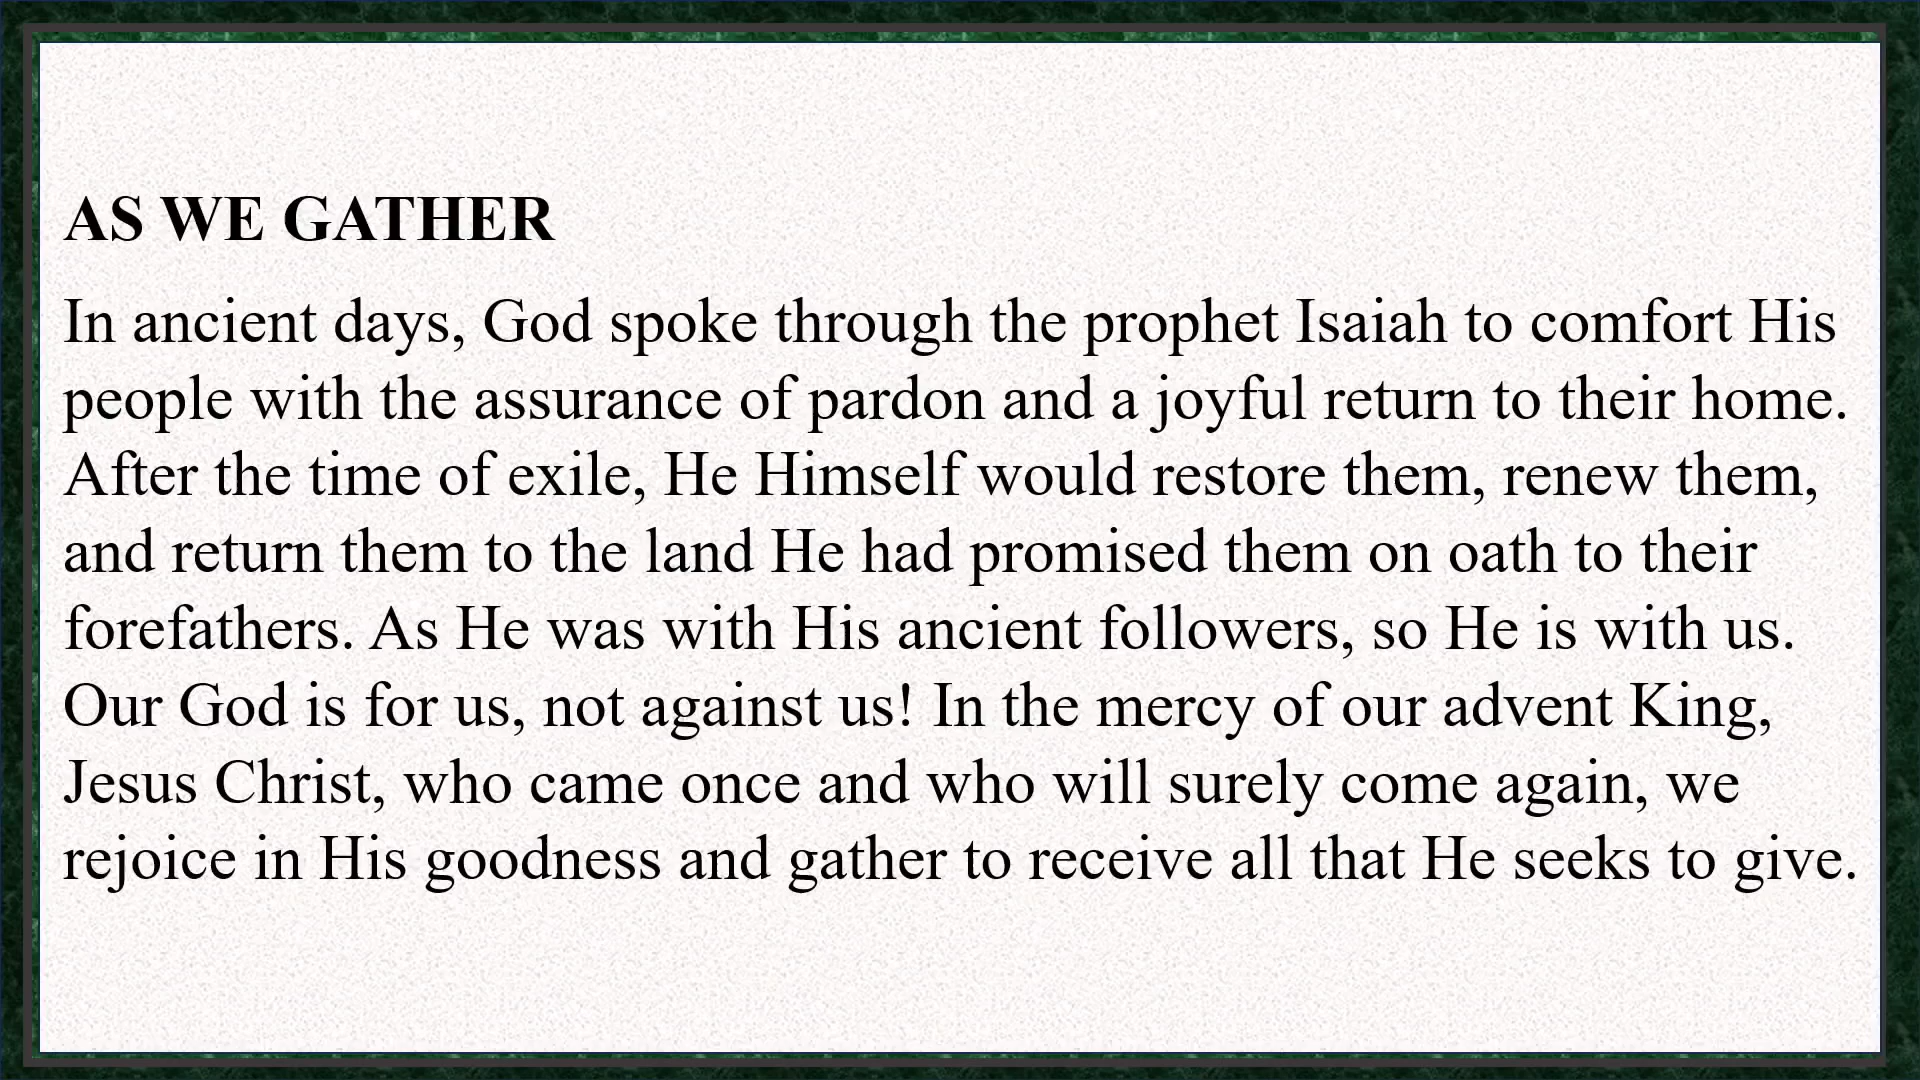 AS WE GATHER
In ancient days, God spoke through the prophet Isaiah to comfort His
people with the assurance of pardon and a joyful return to their home.
After the time of exile, He Himself would restore them, renew them,
and return them to the land He had promised them on oath to their
forefathers. As He was with His ancient followers, so He is with us.
Our God is for us, not against us! In the mercy of our advent King,
Jesus Christ, who came once and who will surely come again, we
rejoice in His goodness and gather to receive all that He seeks to give.